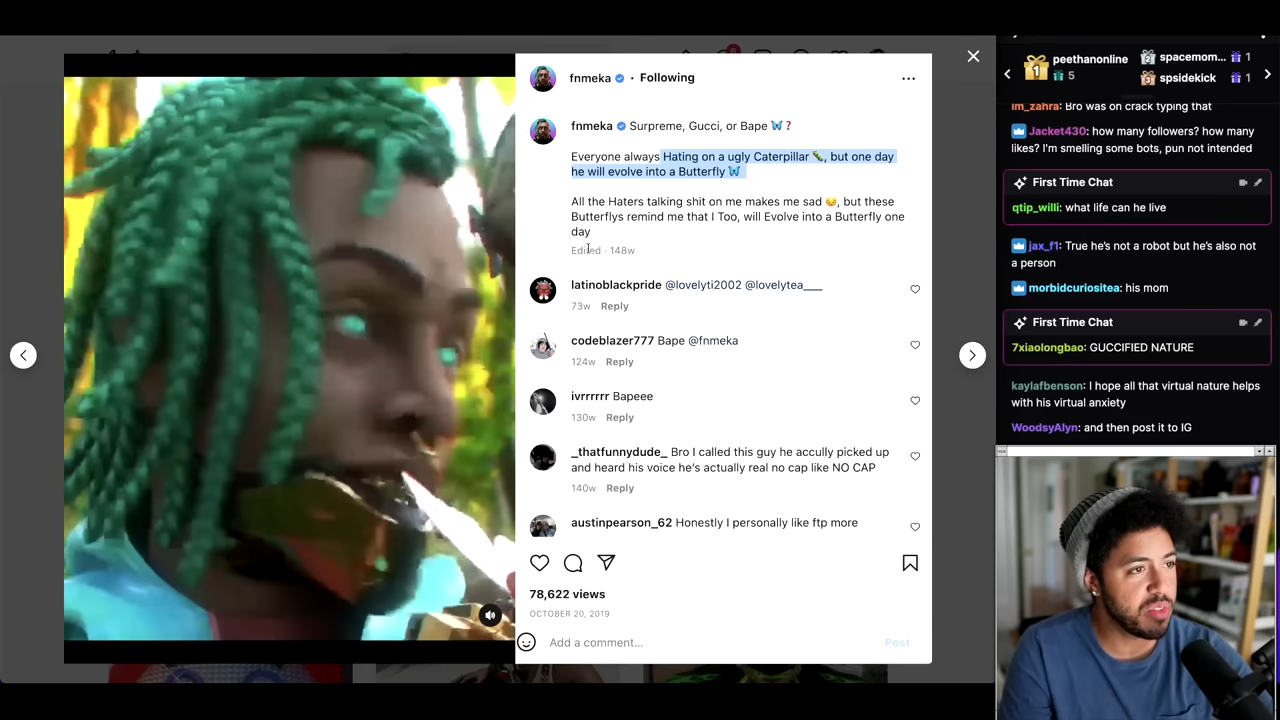 fnmeka • Following
fnmeka Surpreme, Gucci, or Bape 🦋❓
Everyone always Hating on a ugly Caterpillar 🐛, but one day
he will evolve into a Butterfly 🦋
All the Haters talking shit on me makes me sad 😞, but these
Butterflys remind me that I Too, will Evolve into a Butterfly one
day
Edited · 148w
latinoblackpride @lovelyti2002 @lovelytea____
73w Reply
codeblazer777 Bape @fnmeka
124w Reply
ivrrrrrr Bapeee
130w Reply
_thatfunnydude_ Bro I called this guy he accully picked up
and heard his voice he's actually real no cap like NO CAP
140w Reply
austinpearson_62 Honestly I personally like ftp more
78,622 views
OCTOBER 20, 2019
Add a comment...
Post
1 peethanonline
5
2 spacemom... 1
3 spsidekick 1
im_zahra: Bro was on crack typing that
Jacket430: how many followers? how many
likes? I'm smelling some bots, pun not intended
First Time Chat
qtip_willi: what life can he live
jax_f1: True he's not a robot but he's also not
a person
morbidcuriositea: his mom
First Time Chat
7xiaolongbao: GUCCIFIED NATURE
kaylafbenson: I hope all that virtual nature helps
with his virtual anxiety
WoodsyAlyn: and then post it to IG